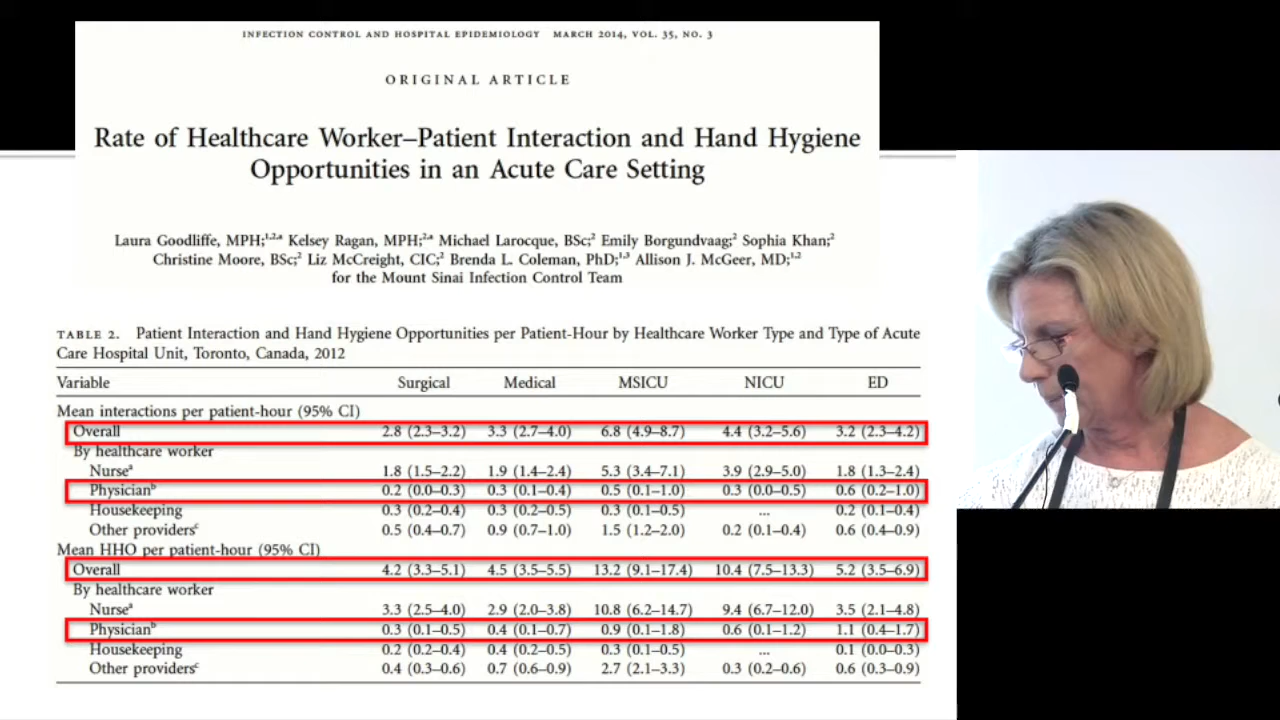 INFECTION CONTROL AND HOSPITAL EPIDEMIOLOGY MARCH 2014, VOL. 35, NO. 3
ORIGINAL ARTICLE
Rate of Healthcare Worker–Patient Interaction and Hand Hygiene
Opportunities in an Acute Care Setting
Laura Goodliffe, MPH;¹,²,ᵃ Kelsey Ragan, MPH;²,ᵃ Michael Larocque, BSc;² Emily Borgundvaag;² Sophia Khan;²
Christine Moore, BSc;² Liz McCreight, CIC;² Brenda L. Coleman, PhD;¹,³ Allison J. McGeer, MD;¹,²
for the Mount Sinai Infection Control Team
TABLE 2. Patient Interaction and Hand Hygiene Opportunities per Patient-Hour by Healthcare Worker Type and Type of Acute
Care Hospital Unit, Toronto, Canada, 2012
Variable Surgical Medical MSICU NICU ED
Mean interactions per patient-hour (95% CI)
Overall 2.8 (2.3–3.2) 3.3 (2.7–4.0) 6.8 (4.9–8.7) 4.4 (3.2–5.6) 3.2 (2.3–4.2)
By healthcare worker
Nurseᵃ 1.8 (1.5–2.2) 1.9 (1.4–2.4) 5.3 (3.4–7.1) 3.9 (2.9–5.0) 1.8 (1.3–2.4)
Physicianᵇ 0.2 (0.0–0.3) 0.3 (0.1–0.4) 0.5 (0.1–1.0) 0.3 (0.0–0.5) 0.6 (0.2–1.0)
Housekeeping 0.3 (0.2–0.4) 0.3 (0.2–0.5) 0.3 (0.1–0.5) ... 0.2 (0.1–0.4)
Other providersᶜ 0.5 (0.4–0.7) 0.9 (0.7–1.0) 1.5 (1.2–2.0) 0.2 (0.1–0.4) 0.6 (0.4–0.9)
Mean HHO per patient-hour (95% CI)
Overall 4.2 (3.3–5.1) 4.5 (3.5–5.5) 13.2 (9.1–17.4) 10.4 (7.5–13.3) 5.2 (3.5–6.9)
By healthcare worker
Nurseᵃ 3.3 (2.5–4.0) 2.9 (2.0–3.8) 10.8 (6.2–14.7) 9.4 (6.7–12.0) 3.5 (2.1–4.8)
Physicianᵇ 0.3 (0.1–0.5) 0.4 (0.1–0.7) 0.9 (0.1–1.8) 0.6 (0.1–1.2) 1.1 (0.4–1.7)
Housekeeping 0.2 (0.2–0.4) 0.4 (0.2–0.5) 0.3 (0.1–0.5) ... 0.1 (0.0–0.3)
Other providersᶜ 0.4 (0.3–0.6) 0.7 (0.6–0.9) 2.7 (2.1–3.3) 0.3 (0.2–0.6) 0.6 (0.3–0.9)